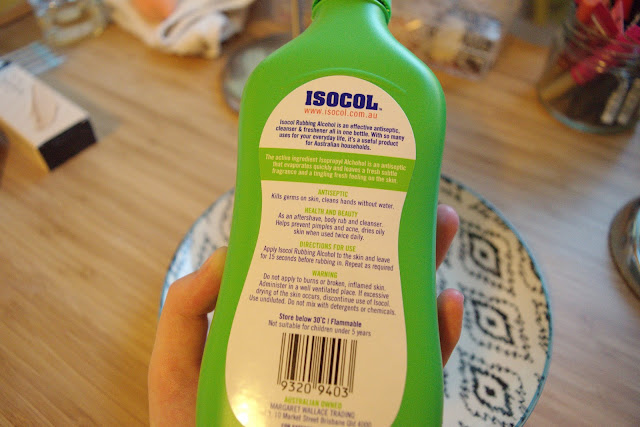 ISOCOL®
www.isocol.com.au
Isocol Rubbing Alcohol is an effective antiseptic,
cleanser & freshener all in one bottle. With so many
uses for your everyday life, it's a useful product
for Australian households.
The active ingredient Isopropyl Alchohol is an antiseptic
that evaporates quickly and leaves a fresh subtle
fragrance and a tingling fresh feeling on the skin.
ANTISEPTIC
Kills germs on skin, cleans hands without water.
HEALTH AND BEAUTY
As an aftershave, body rub and cleanser.
Helps prevent pimples and acne, dries oily
skin when used twice daily.
DIRECTIONS FOR USE
Apply Isocol Rubbing Alcohol to the skin and leave
for 15 seconds before rubbing in. Repeat as required
WARNING
Do not apply to burns or broken, inflamed skin.
Administer in a well ventilated place. If excessive
drying of the skin occurs, discontinue use of Isocol.
Use undiluted. Do not mix with detergents or chemicals.
Store below 30°C | Flammable
Not suitable for children under 5 years
9320 9403
AUSTRALIAN OWNED
MARGARET WALLACE TRADING
10 Market Street Brisbane Qld 4000